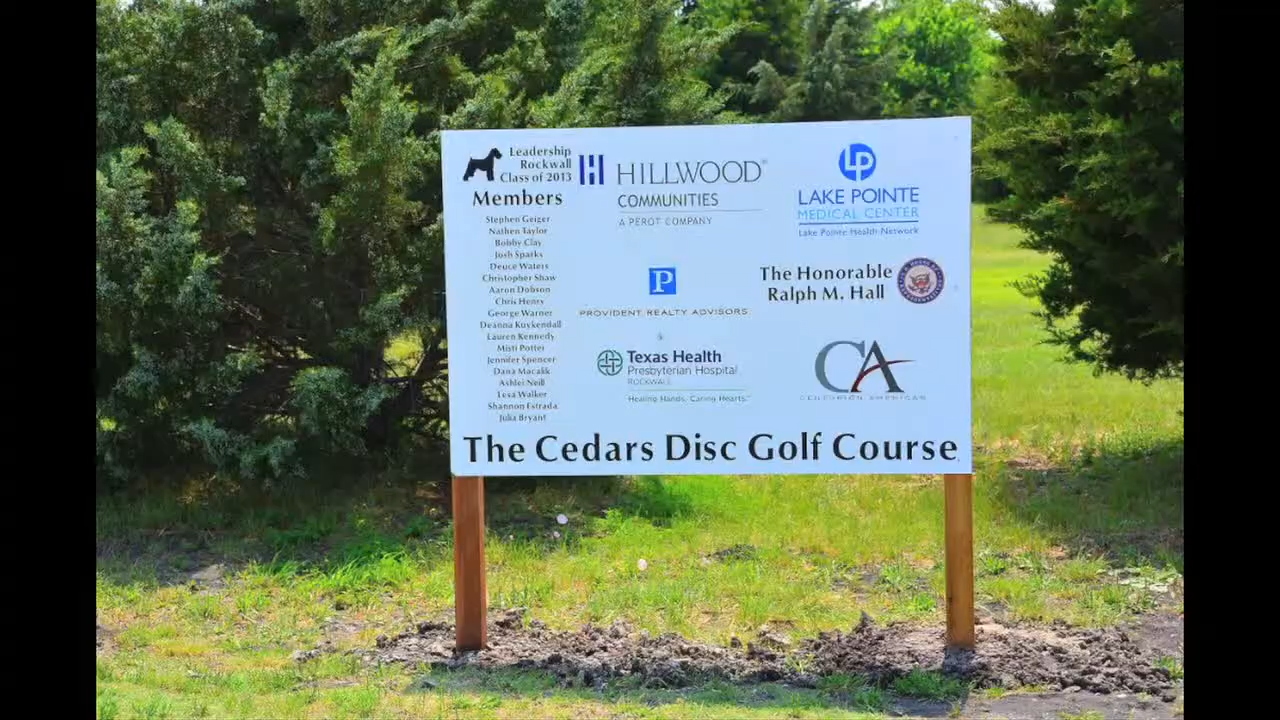 Leadership
Rockwall
Class of 2013
Members
Stephen Geiger
Nathen Taylor
Bobby Clay
Josh Sparks
Deuce Waters
Christopher Shaw
Aaron Dobson
Chris Henry
George Warner
Deanna Kuykendall
Lauren Kennedy
Misti Potter
Jennifer Spencer
Dana Macalik
Ashlei Neill
Lesa Walker
Shannon Estrada
Julia Bryant
HILLWOOD®
COMMUNITIES
A PEROT COMPANY
LP
LAKE POINTE
MEDICAL CENTER
Lake Pointe Health Network
P
PROVIDENT REALTY ADVISORS
The Honorable
Ralph M. Hall
Texas Health
Presbyterian Hospital
ROCKWALL
Healing Hands. Caring Hearts.
CA
CENTURION AMERICAN
The Cedars Disc Golf Course